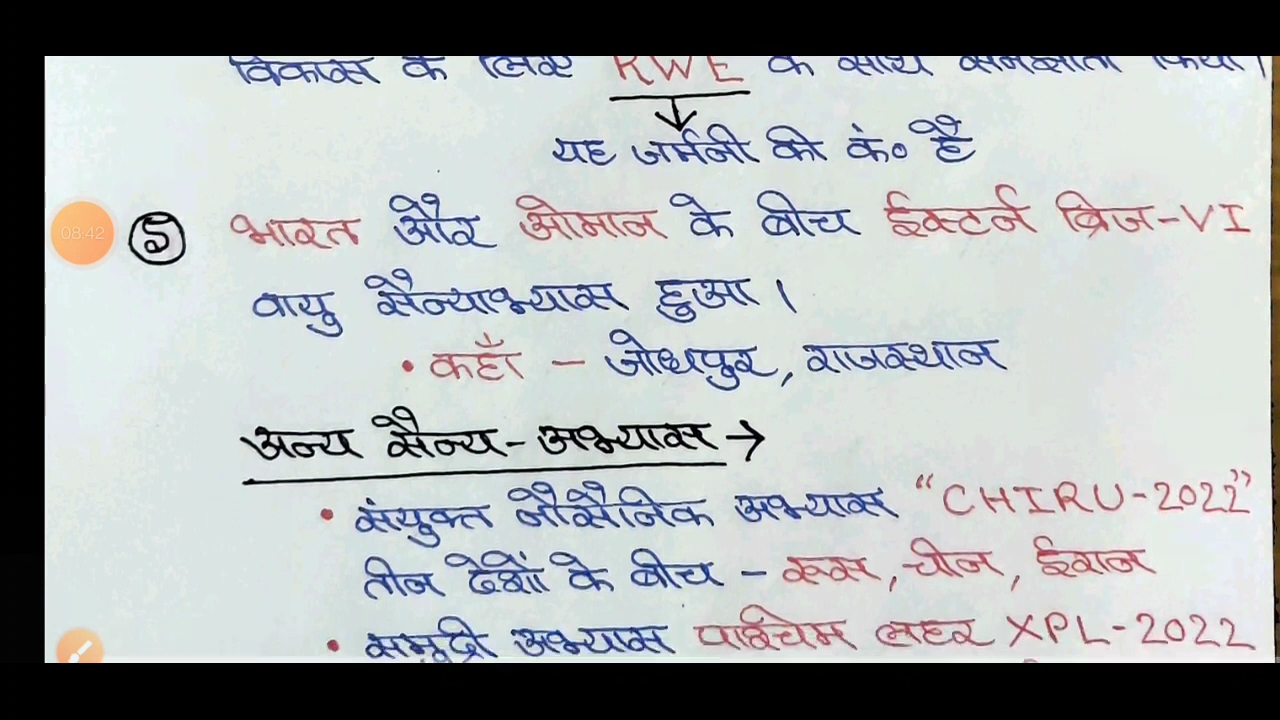 विकास के लिए RWE के साथ समझौता किया।
यह जर्मनी की कं० है
08:42
5 भारत और ओमान के बीच ईस्टर्न ब्रिज-VI
वायु सैन्याभ्यास हुआ।
• कहाँ – जोधपुर, राजस्थान
अन्य सैन्य-अभ्यास →
• संयुक्त नौसैनिक अभ्यास “CHIRU-2022”
तीन देशों के बीच – रूस, चीन, ईरान
• समुद्री अभ्यास पश्चिम लहर XPL-2022